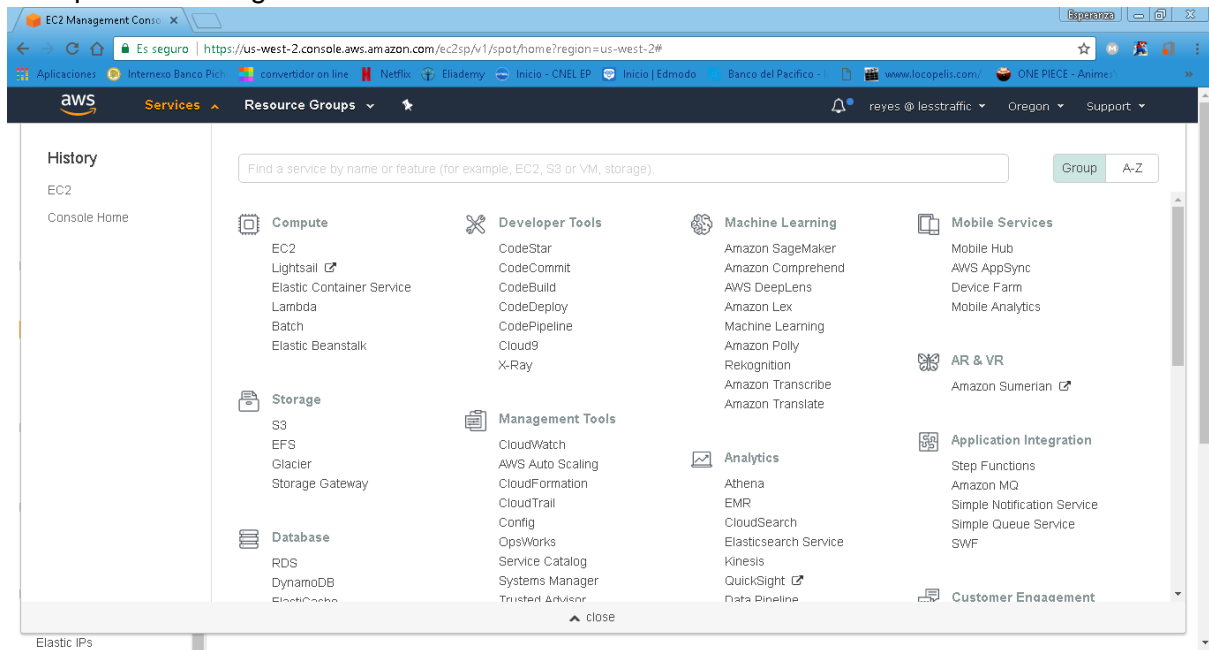 EC2 Management Conso
Esperanza
Es seguro | https://us-west-2.console.aws.amazon.com/ec2sp/v1/spot/home?region=us-west-2#
Aplicaciones Internexo Banco Pich convertidor on line Netflix Eliademy Inicio - CNEL EP Inicio | Edmodo Banco del Pacifico - www.locopelis.com/ ONE PIECE - Animes
aws Services Resource Groups reyes @ lesstraffic Oregon Support
History
EC2
Console Home
Find a service by name or feature (for example, EC2, S3 or VM, storage).
Group A-Z
Compute
EC2
Lightsail
Elastic Container Service
Lambda
Batch
Elastic Beanstalk
Storage
S3
EFS
Glacier
Storage Gateway
Database
RDS
DynamoDB
ElastiCache
Developer Tools
CodeStar
CodeCommit
CodeBuild
CodeDeploy
CodePipeline
Cloud9
X-Ray
Management Tools
CloudWatch
AWS Auto Scaling
CloudFormation
CloudTrail
Config
OpsWorks
Service Catalog
Systems Manager
Trusted Advisor
Machine Learning
Amazon SageMaker
Amazon Comprehend
AWS DeepLens
Amazon Lex
Machine Learning
Amazon Polly
Rekognition
Amazon Transcribe
Amazon Translate
Analytics
Athena
EMR
CloudSearch
Elasticsearch Service
Kinesis
QuickSight
Data Pipeline
Mobile Services
Mobile Hub
AWS AppSync
Device Farm
Mobile Analytics
AR & VR
Amazon Sumerian
Application Integration
Step Functions
Amazon MQ
Simple Notification Service
Simple Queue Service
SWF
Customer Engagement
close
Elastic IPs